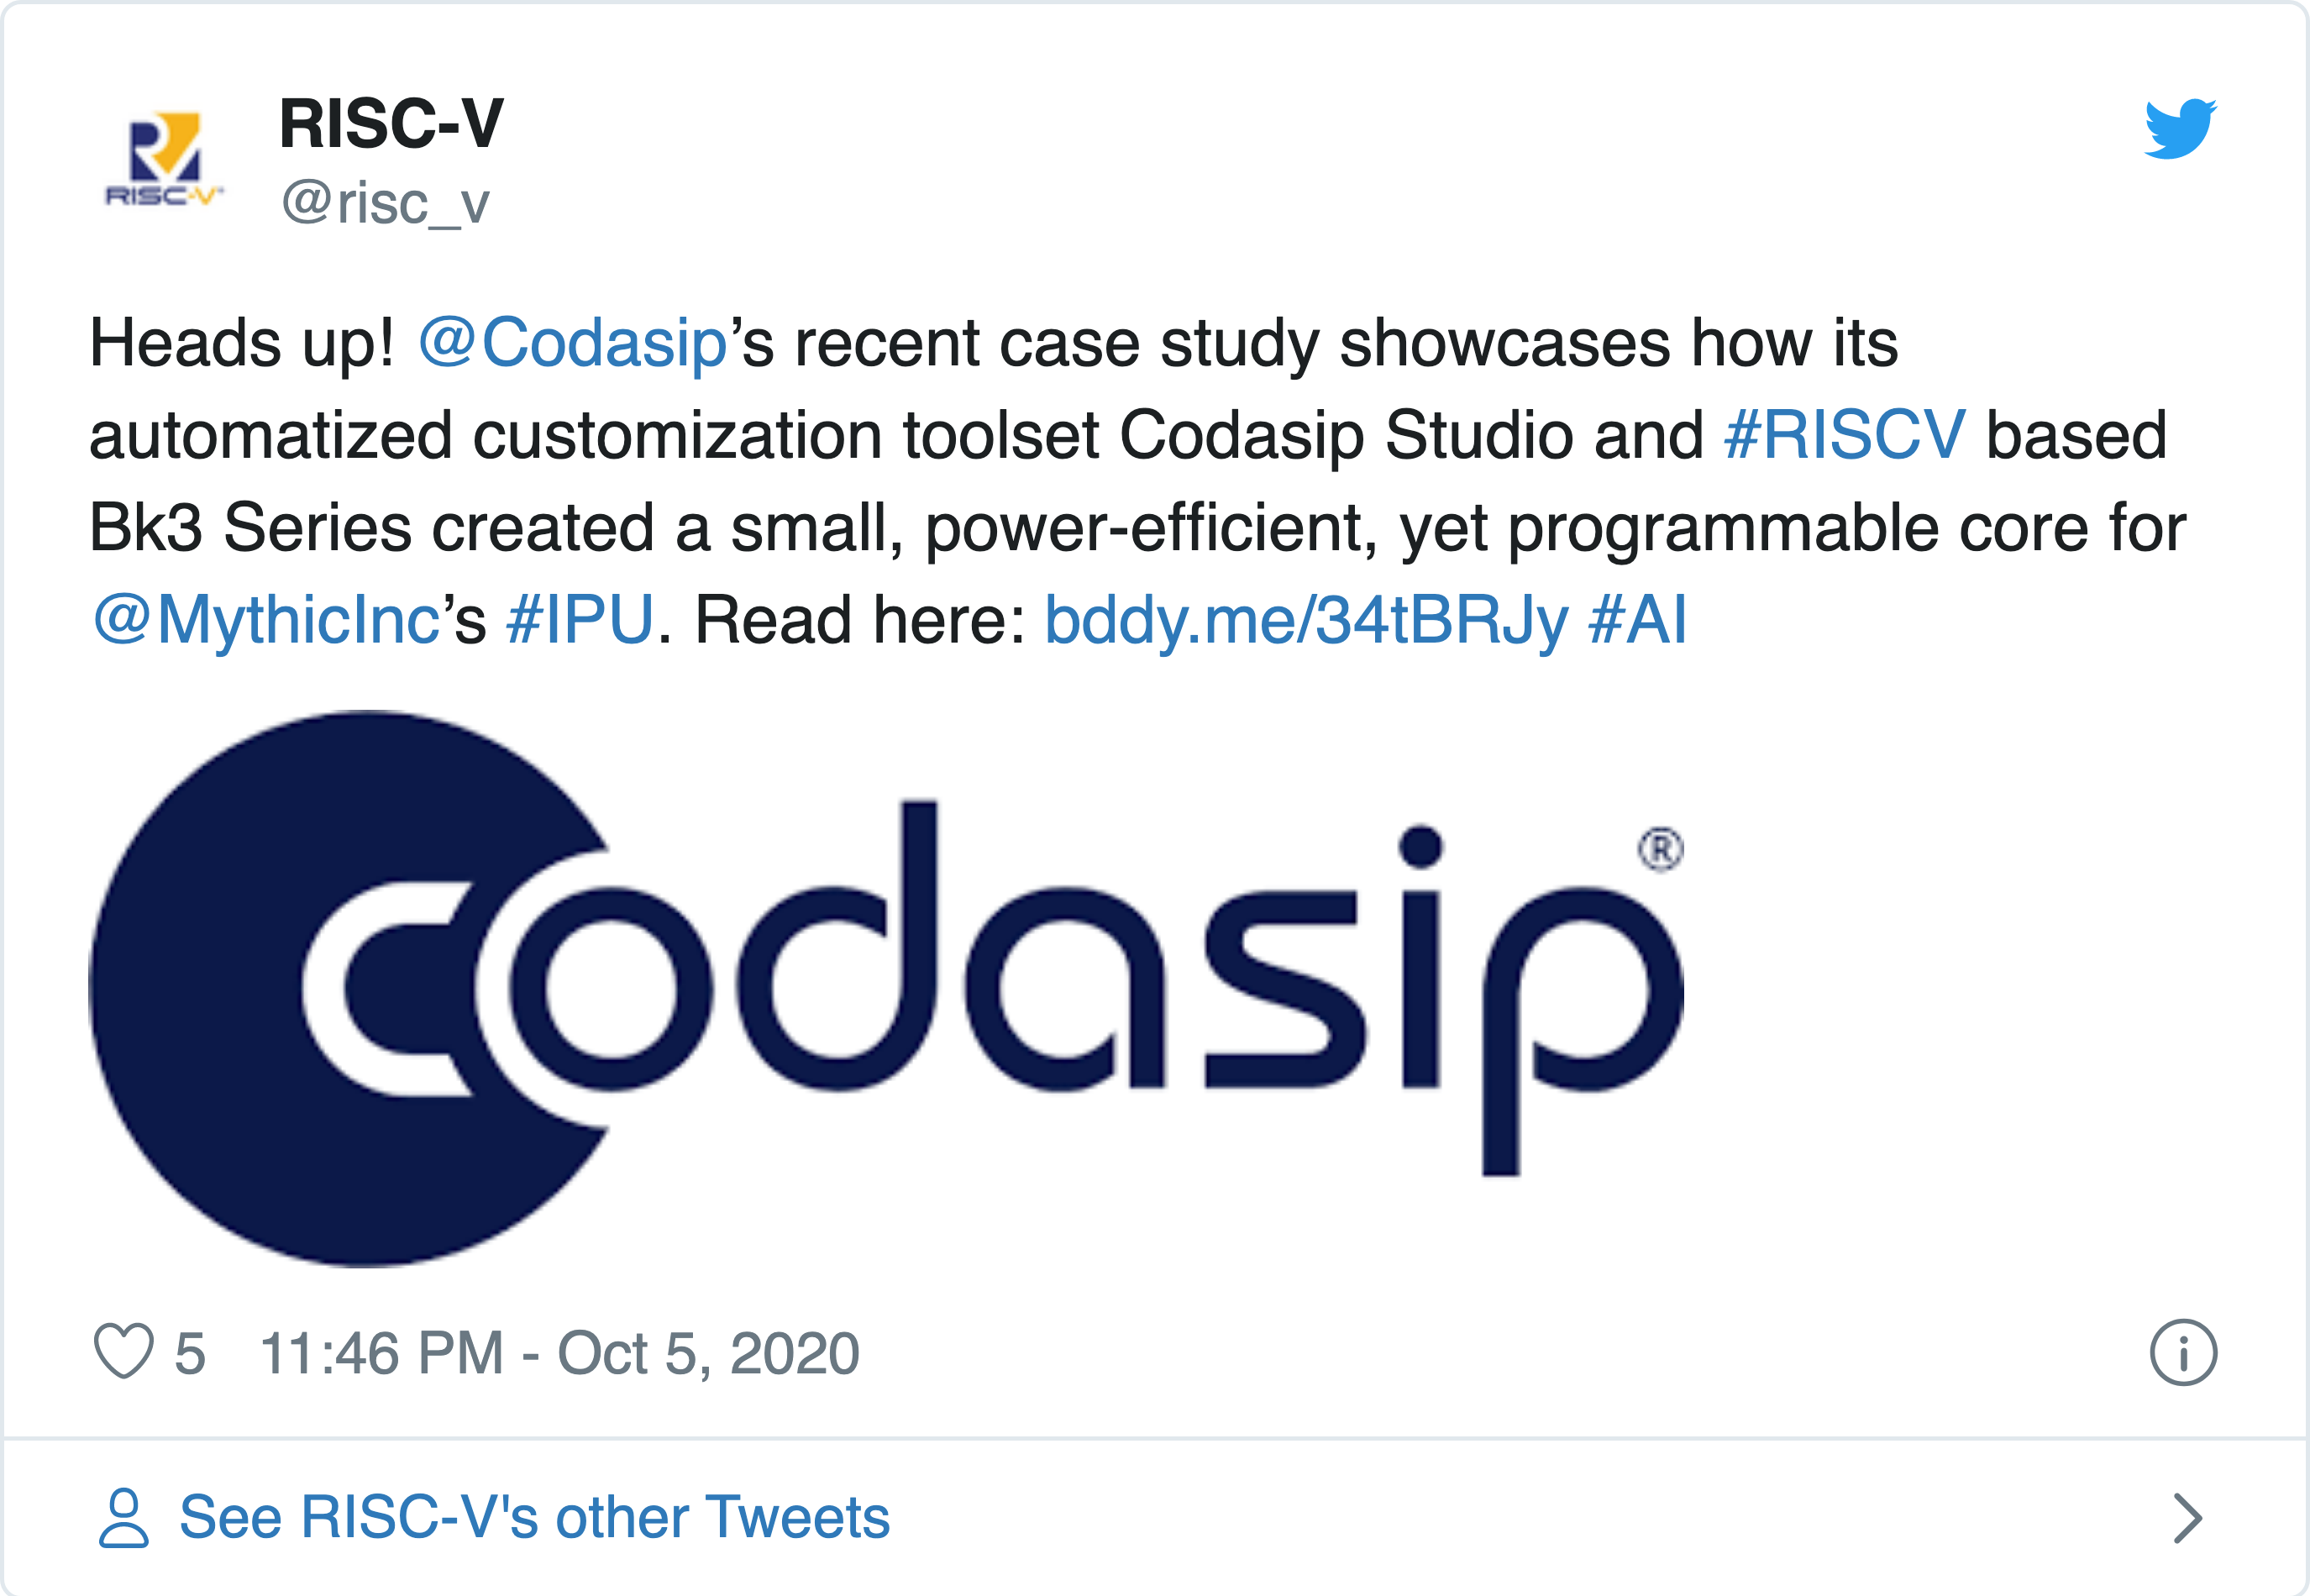 RISC-V
RISC-V
@risc_v
Heads up! @Codasip’s recent case study showcases how its
automatized customization toolset Codasip Studio and #RISCV based
Bk3 Series created a small, power-efficient, yet programmable core for
@MythicInc’s #IPU. Read here: bddy.me/34tBRJy #AI
Codasip®
5 11:46 PM - Oct 5, 2020
See RISC-V's other Tweets